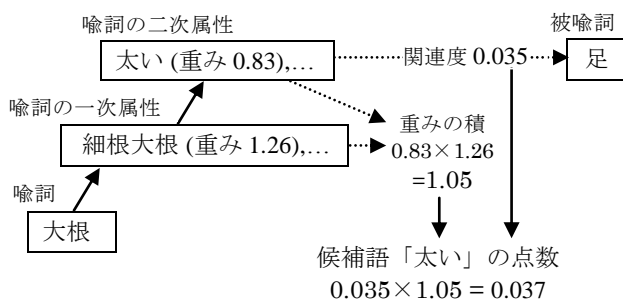 喩詞の二次属性
被喩詞
太い (重み 0.83),…
関連度 0.035
足
喩詞の一次属性
細根大根 (重み 1.26),…
重みの積
0.83×1.26
=1.05
喩詞
大根
候補語「太い」の点数
0.035×1.05 = 0.037